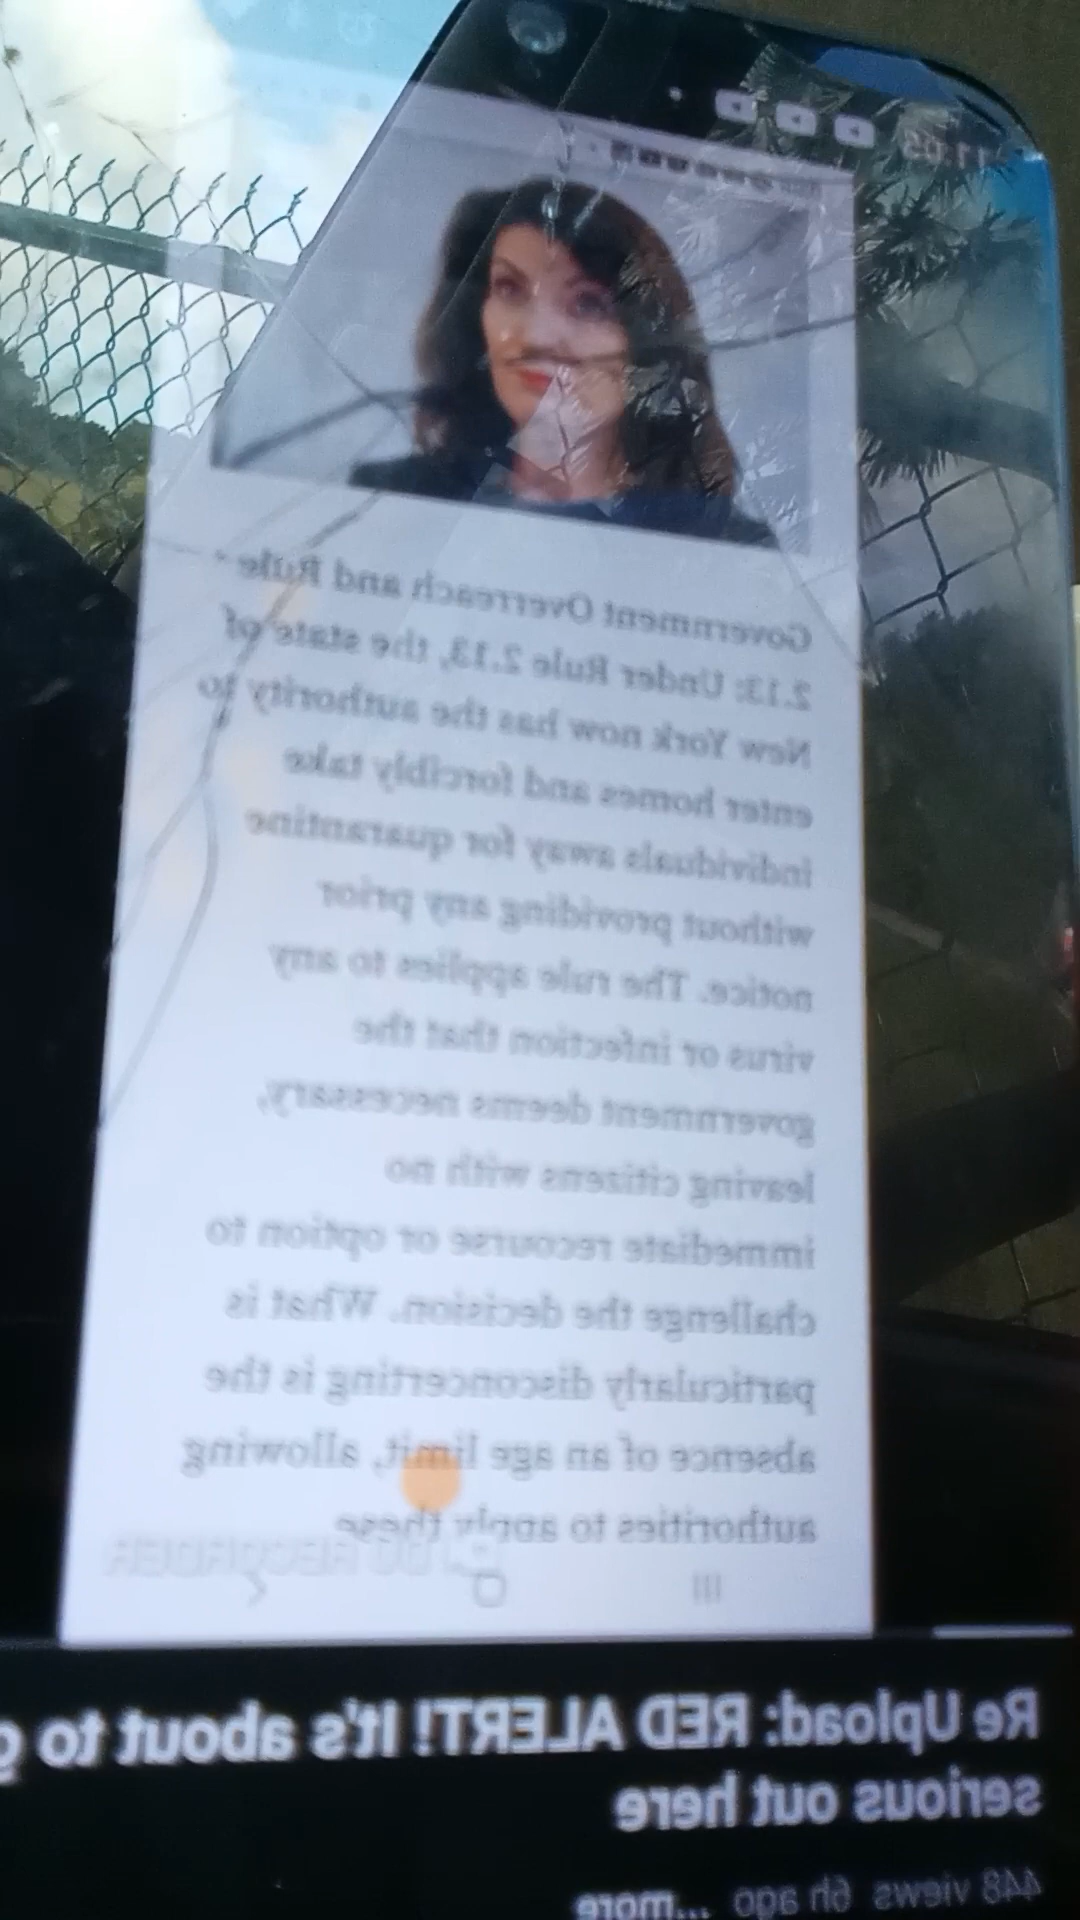 11:05
Government Overreach and Rule -
2.13: Under Rule 2.13, the state of
New York now has the authority to
enter homes and forcibly take
individuals away for quarantine
without providing any prior
notice. The rule applies to any
virus or infection that the
government deems necessary,
leaving citizens with no
immediate recourse or option to
challenge the decision. What is
particularly disconcerting is the
absence of an age limit, allowing
authorities to apply these
RECORDER
Re Upload: RED ALERT! It's about to g
serious out here
448 views 6h ago ...more